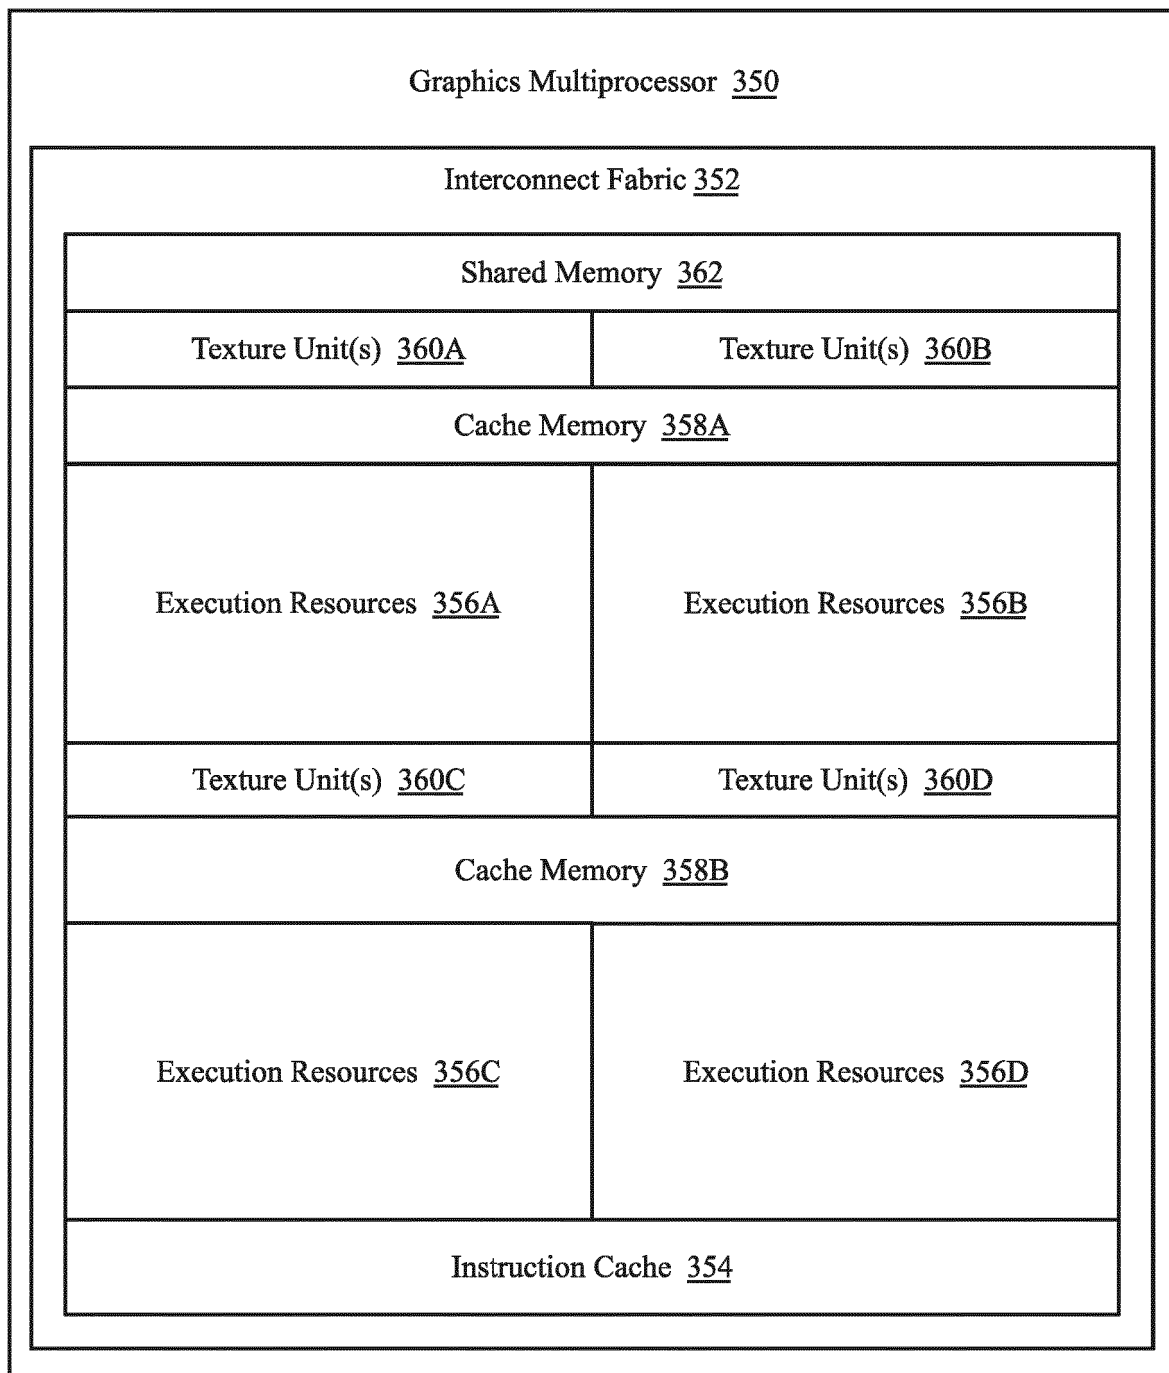 Graphics Multiprocessor 350
Interconnect Fabric 352
Shared Memory 362
Texture Unit(s) 360A
Texture Unit(s) 360B
Cache Memory 358A
Execution Resources 356A
Execution Resources 356B
Texture Unit(s) 360C
Texture Unit(s) 360D
Cache Memory 358B
Execution Resources 356C
Execution Resources 356D
Instruction Cache 354